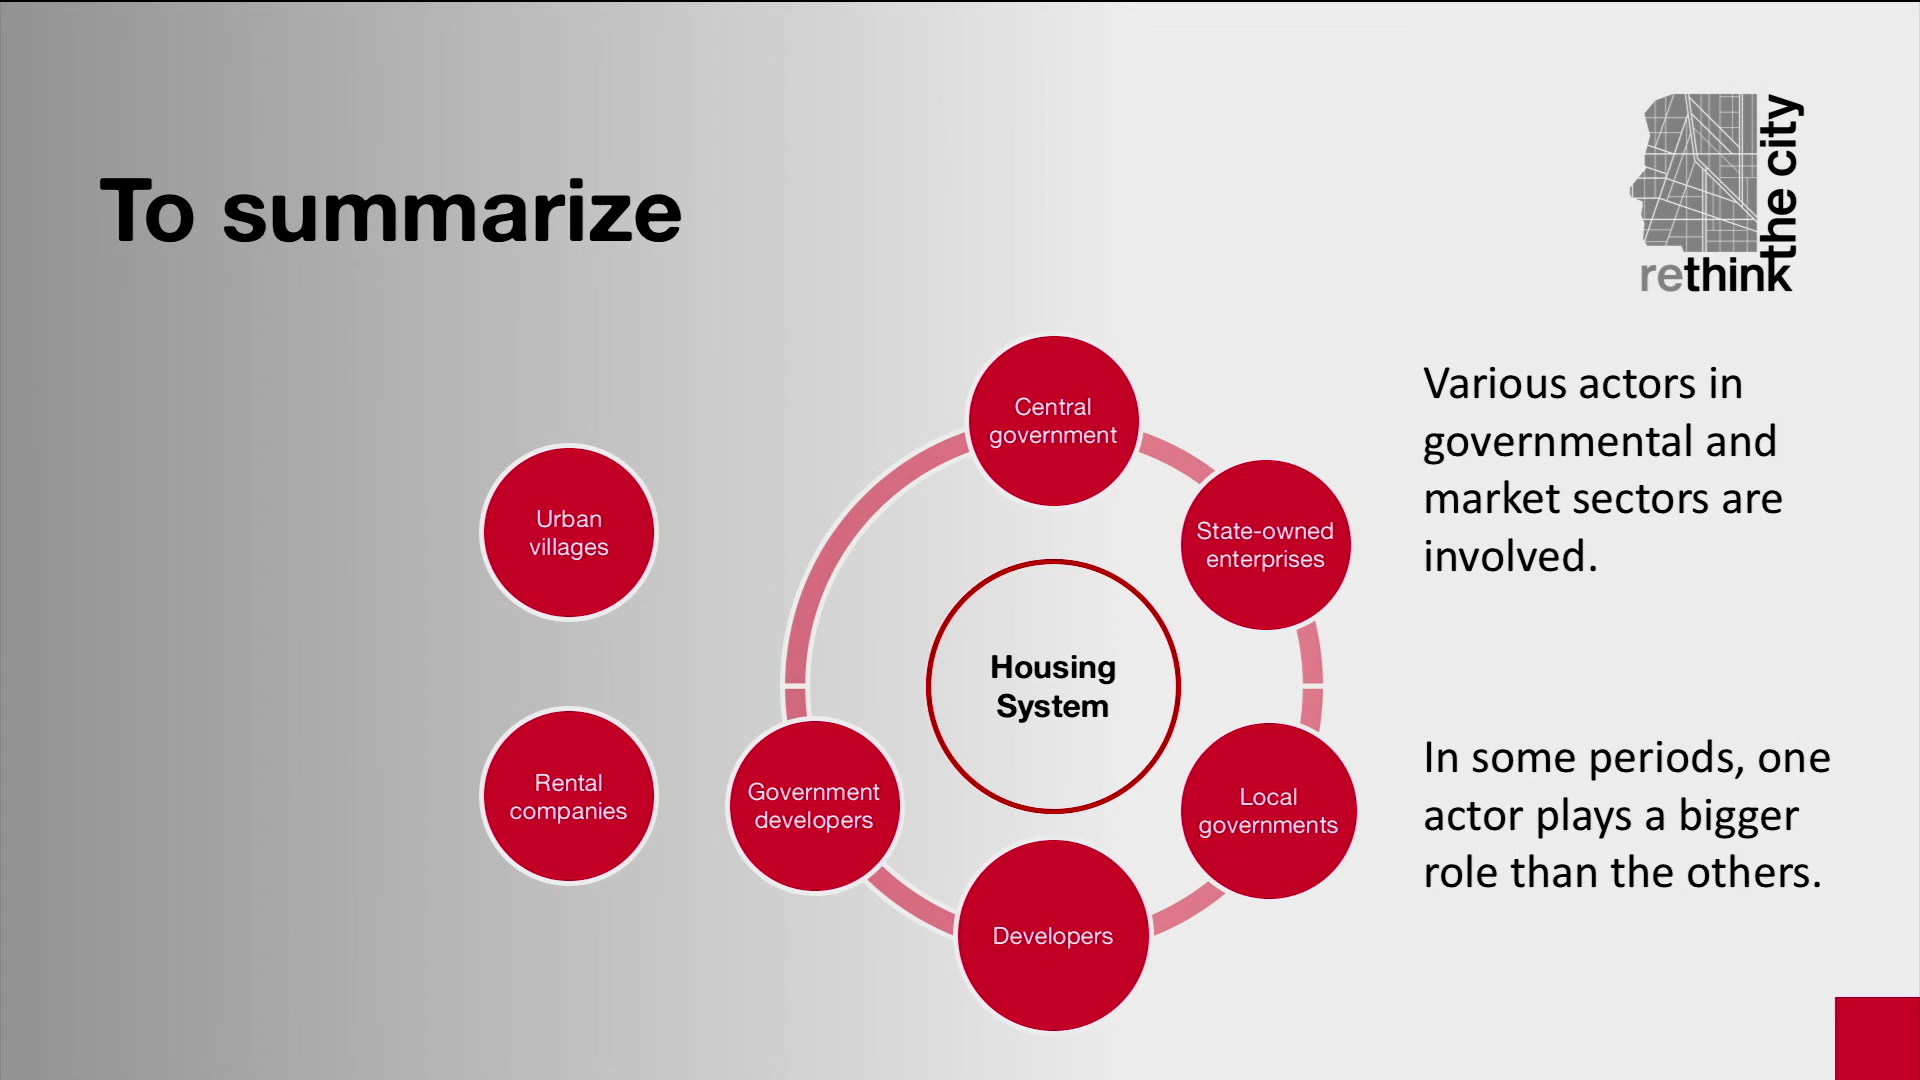 To summarize
the city
rethink
Central
government
State-owned
enterprises
Urban
villages
Housing
System
Rental
companies
Government
developers
Local
governments
Developers
Various actors in
governmental and
market sectors are
involved.
In some periods, one
actor plays a bigger
role than the others.